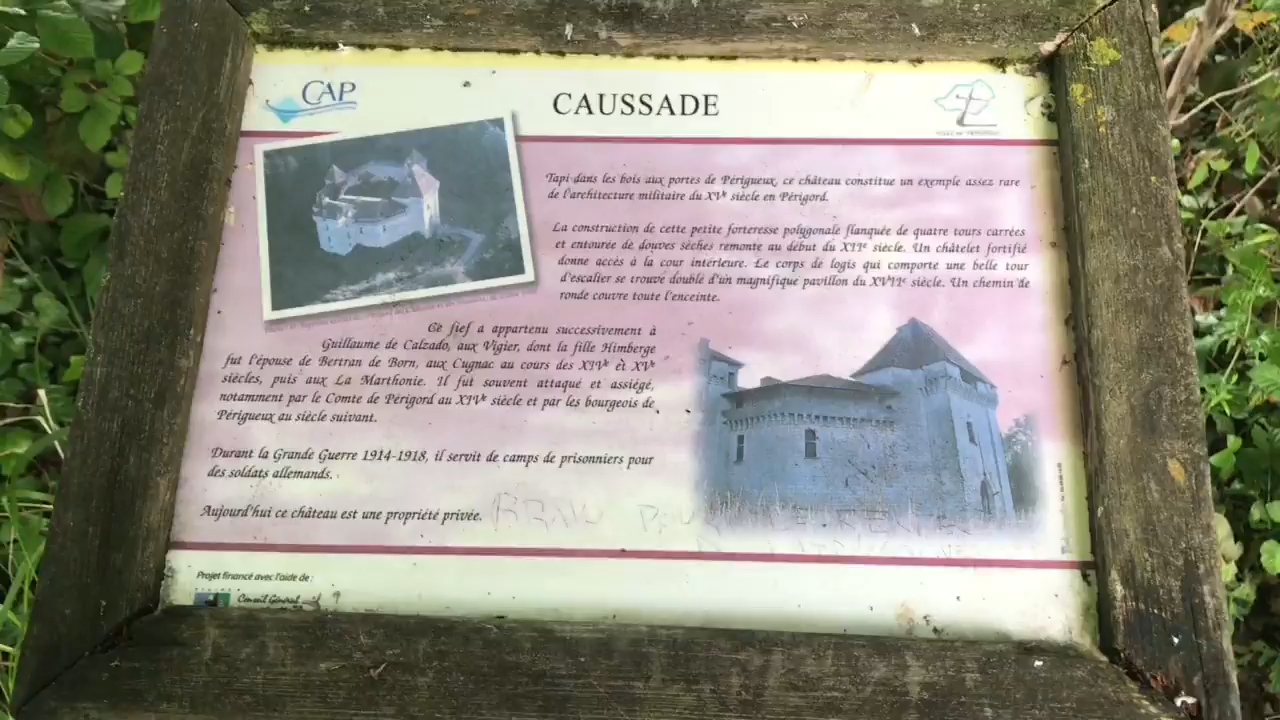 CAP
CAUSSADE
Tapi dans les bois aux portes de Périgueux, ce château constitue un exemple assez rare
de l'architecture militaire du XVe siècle en Périgord.
La construction de cette petite forteresse polygonale flanquée de quatre tours carrées
et entourée de douves sèches remonte au début du XIIe siècle. Un châtelet fortifié
donne accès à la cour intérieure. Le corps de logis qui comporte une belle tour
d'escalier se trouve doublé d'un magnifique pavillon du XVIIe siècle. Un chemin de
ronde couvre toute l'enceinte.
Ce fief a appartenu successivement à
Guillaume de Calzado, aux Vigier, dont la fille Himberge
fut l'épouse de Bertran de Born, aux Cugnac au cours des XIVe et XVe
siècles, puis aux La Marthonie. Il fut souvent attaqué et assiégé,
notamment par le Comte de Périgord au XIVe siècle et par les bourgeois de
Périgueux au siècle suivant.
Durant la Grande Guerre 1914-1918, il servit de camps de prisonniers pour
des soldats allemands.
Aujourd'hui ce château est une propriété privée.
Projet financé avec l'aide de :
Conseil Général